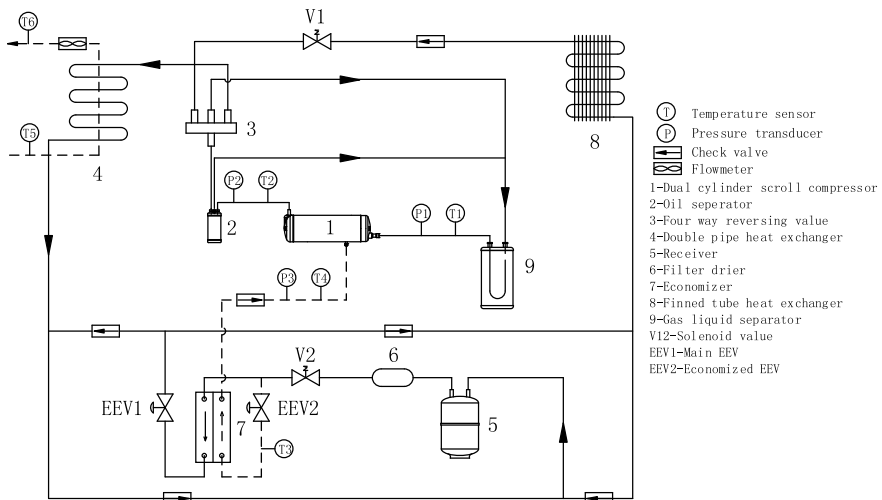 T6
V1
T5
4
3
8
P2
T2
2
1
P1
T1
9
P3
T4
V2
6
EEV1
7
EEV2
T3
5
T Temperature sensor
P Pressure transducer
Check valve
Flowmeter
1-Dual cylinder scroll compressor
2-Oil seperator
3-Four way reversing value
4-Double pipe heat exchanger
5-Receiver
6-Filter drier
7-Economizer
8-Finned tube heat exchanger
9-Gas liquid separator
V12-Solenoid value
EEV1-Main EEV
EEV2-Economized EEV